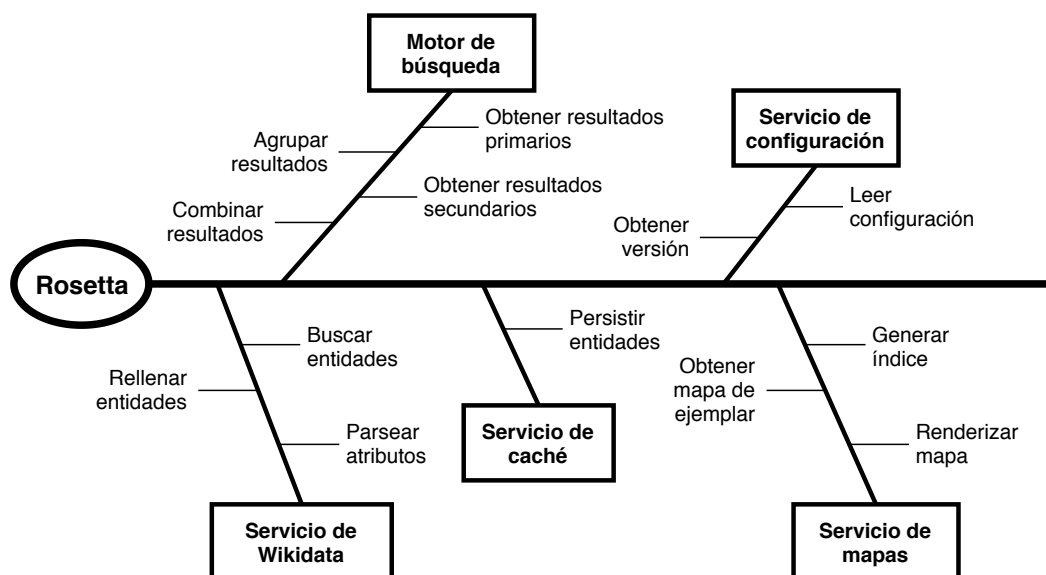 Motor de
búsqueda
Obtener resultados
primarios
Agrupar
resultados
Obtener resultados
secundarios
Combinar
resultados
Servicio de
configuración
Leer
configuración
Obtener
versión
Rosetta
Buscar
entidades
Rellenar
entidades
Parsear
atributos
Servicio de
Wikidata
Persistir
entidades
Servicio de
caché
Generar
índice
Obtener
mapa de
ejemplar
Renderizar
mapa
Servicio de
mapas